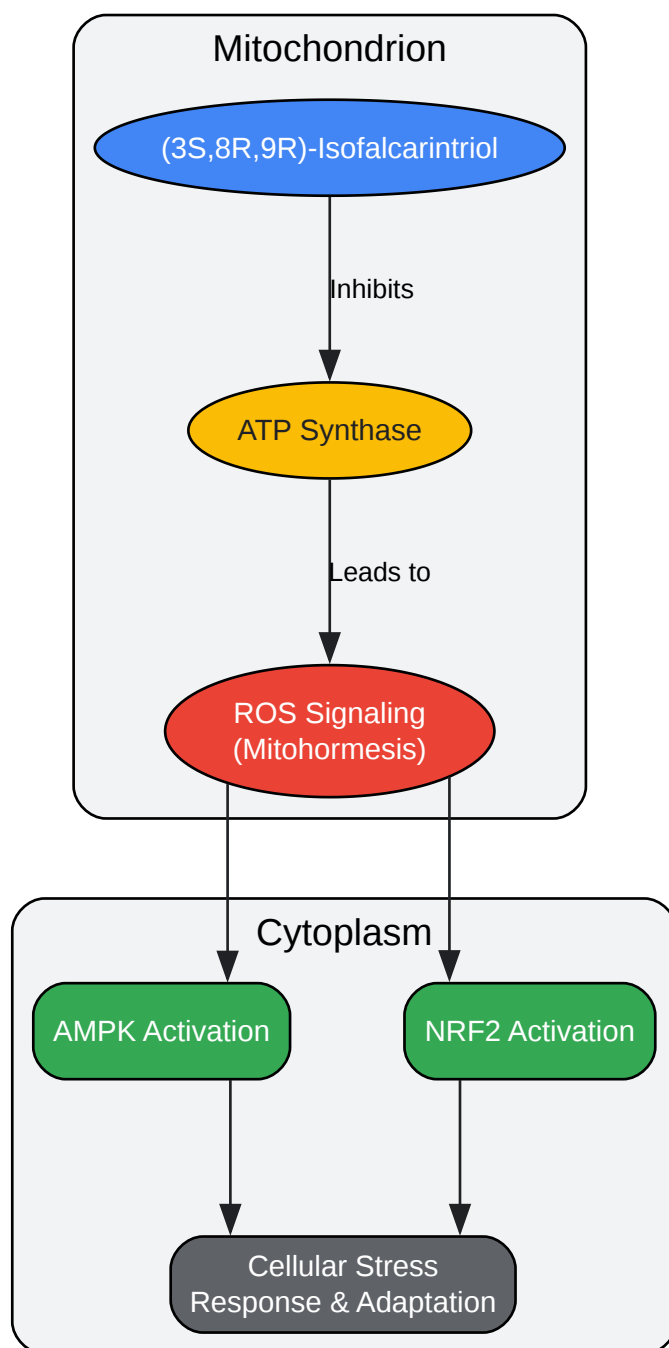 Mitochondrion
(3S,8R,9R)-Isofalcarintriol
Inhibits
ATP Synthase
Leads to
ROS Signaling
(Mitohormesis)
Cytoplasm
AMPK Activation
NRF2 Activation
Cellular Stress
Response & Adaptation